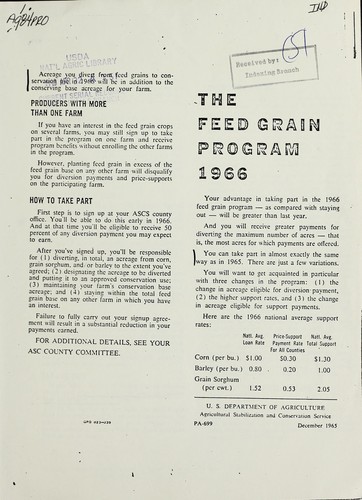 A984PRO
IND
USDA
NAT'L AGRIC LIBRARY
Received by:
Indexing Branch
Acreage you divert from feed grains to con-
servation use in 1966 will be in addition to the
conserving base acreage for your farm.
PRODUCERS WITH MORE
THAN ONE FARM
If you have an interest in the feed grain crops
on several farms, you may still sign up to take
part in the program on one farm and receive
program benefits without enrolling the other farms
in the program.
However, planting feed grain in excess of the
feed grain base on any other farm will disqualify
you for diversion payments and price-supports
on the participating farm.
HOW TO TAKE PART
First step is to sign up at your ASCS county
office. You'll be able to do this early in 1966.
And at that time you'll be eligible to receive 50
percent of any diversion payment you may expect
to earn.
After you've signed up, you'll be responsible
for (1) diverting, in total, an acreage from corn,
grain sorghum, and/or barley to the extent you've
agreed; (2) designating the acreage to be diverted
and putting it to an approved conservation use;
(3) maintaining your farm's conservation base
acreage; and (4) staying within the total feed
grain base on any other farm in which you have
an interest.
Failure to fully carry out your signup agree-
ment will result in a substantial reduction in your
payments earned.
FOR ADDITIONAL DETAILS, SEE YOUR
ASC COUNTY COMMITTEE.
THE
FEED GRAIN
PROGRAM
1966
Your advantage in taking part in the 1966
feed grain program — as compared with staying
out — will be greater than last year.
And you will receive greater payments for
diverting the maximum number of acres — that
is, the most acres for which payments are offered.
You can take part in almost exactly the same
way as in 1965. There are just a few variations.
You will want to get acquainted in particular
with three changes in the program: (1) the
change in acreage eligible for diversion payment,
(2) the higher support rates, and (3) the change
in acreage eligible for support payments.
Here are the 1966 national average support
rates:
Natl. Avg. Price-Support Natl. Avg.
Loan Rate Payment Rate Total Support
For All Counties
Corn (per bu.) $1.00 $0.30 $1.30
Barley (per bu.) 0.80 0.20 1.00
Grain Sorghum
(per cwt.) 1.52 0.53 2.05
U. S. DEPARTMENT OF AGRICULTURE
Agricultural Stabilization and Conservation Service
PA-699 December 1965